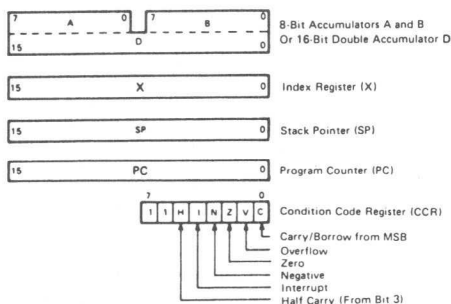 7 A 0 7 B 0 8-Bit Accumulators A and B
15 D 0 Or 16-Bit Double Accumulator D
15 X 0 Index Register (X)
15 SP 0 Stack Pointer (SP)
15 PC 0 Program Counter (PC)
7 0
1 1 H I N Z V C Condition Code Register (CCR)
Carry/Borrow from MSB
Overflow
Zero
Negative
Interrupt
Half Carry (From Bit 3)